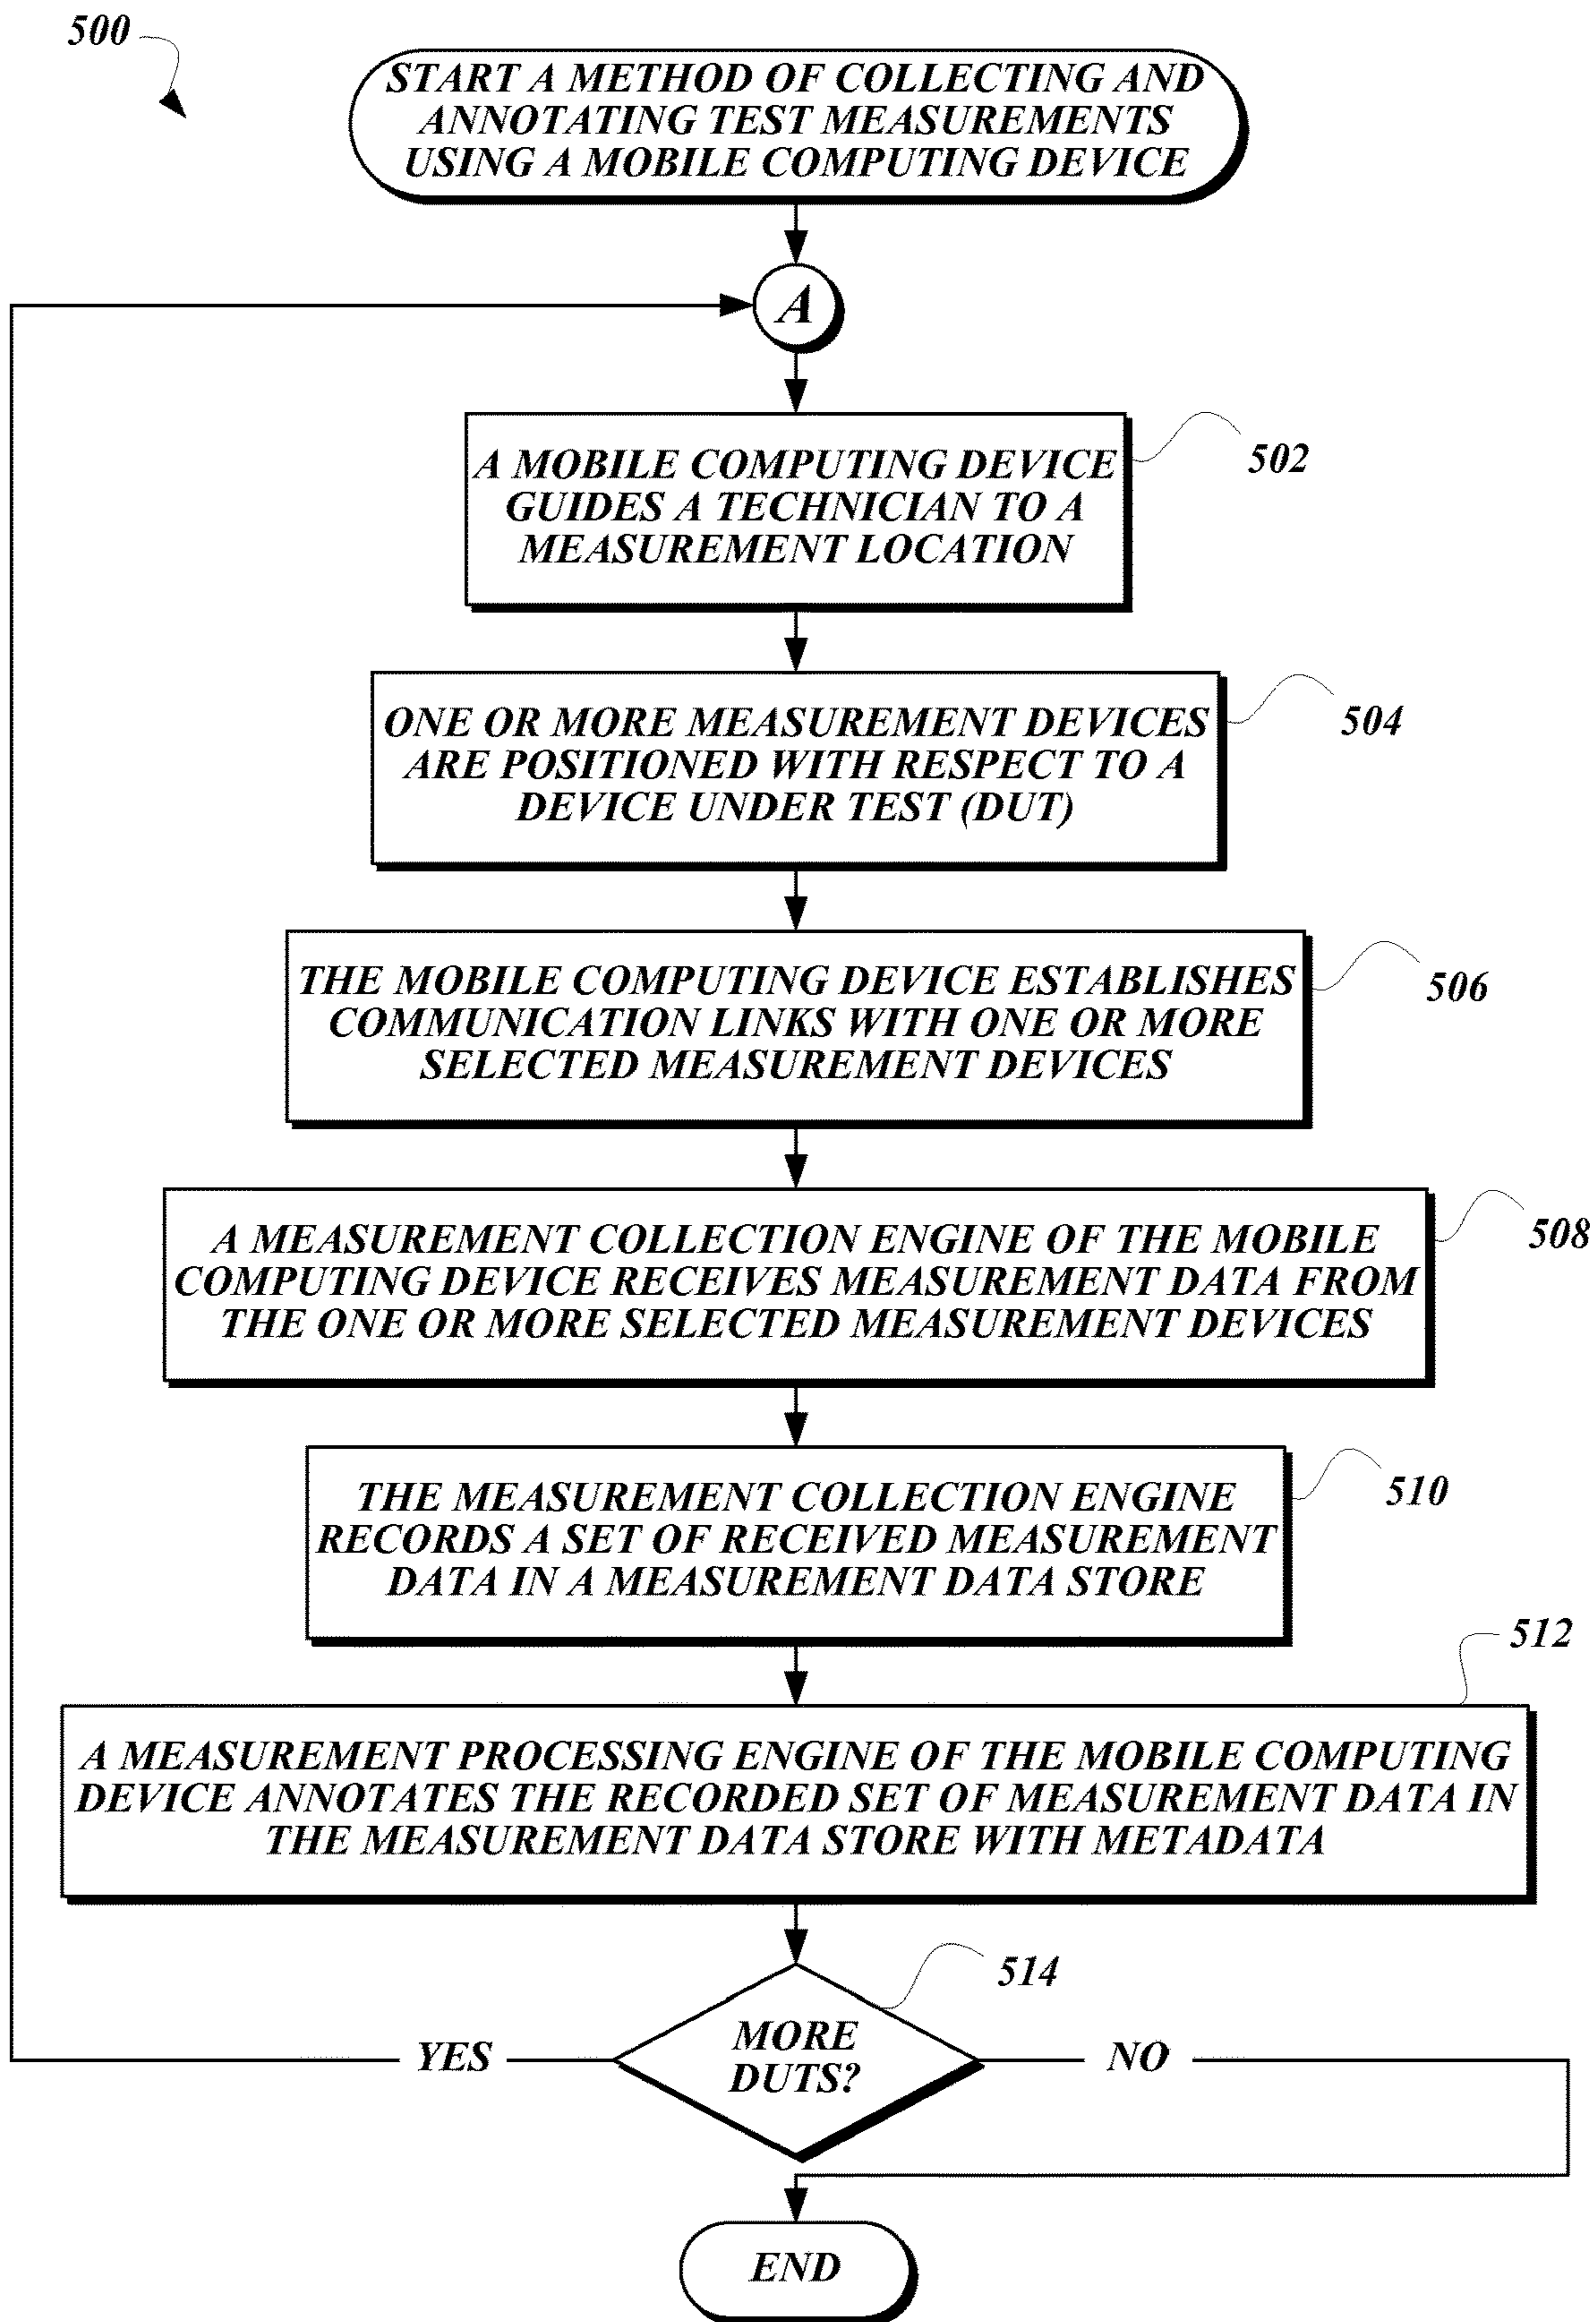 500
START A METHOD OF COLLECTING AND
ANNOTATING TEST MEASUREMENTS
USING A MOBILE COMPUTING DEVICE
A
A MOBILE COMPUTING DEVICE
GUIDES A TECHNICIAN TO A
MEASUREMENT LOCATION
502
ONE OR MORE MEASUREMENT DEVICES
ARE POSITIONED WITH RESPECT TO A
DEVICE UNDER TEST (DUT)
504
THE MOBILE COMPUTING DEVICE ESTABLISHES
COMMUNICATION LINKS WITH ONE OR MORE
SELECTED MEASUREMENT DEVICES
506
A MEASUREMENT COLLECTION ENGINE OF THE MOBILE
COMPUTING DEVICE RECEIVES MEASUREMENT DATA FROM
THE ONE OR MORE SELECTED MEASUREMENT DEVICES
508
THE MEASUREMENT COLLECTION ENGINE
RECORDS A SET OF RECEIVED MEASUREMENT
DATA IN A MEASUREMENT DATA STORE
510
512
A MEASUREMENT PROCESSING ENGINE OF THE MOBILE COMPUTING
DEVICE ANNOTATES THE RECORDED SET OF MEASUREMENT DATA IN
THE MEASUREMENT DATA STORE WITH METADATA
514
MORE
DUTS?
YES
NO
END